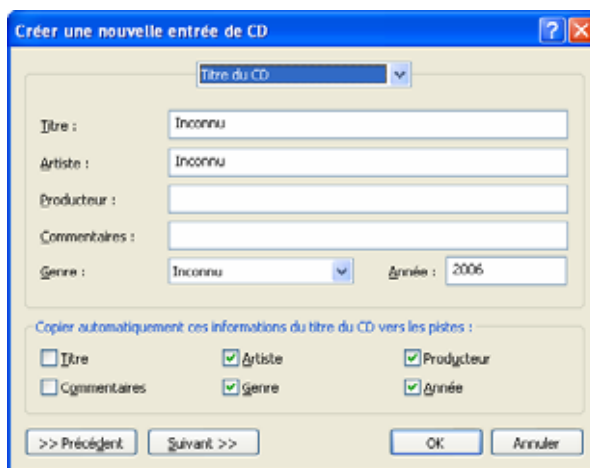 Créer une nouvelle entrée de CD
Titre du CD
Titre : Inconnu
Artiste : Inconnu
Producteur :
Commentaires :
Genre : Inconnu Année : 2006
Copier automatiquement ces informations du titre du CD vers les pistes :
Titre Artiste Producteur
Commentaires Genre Année
>> Précédent Suivant >> OK Annuler